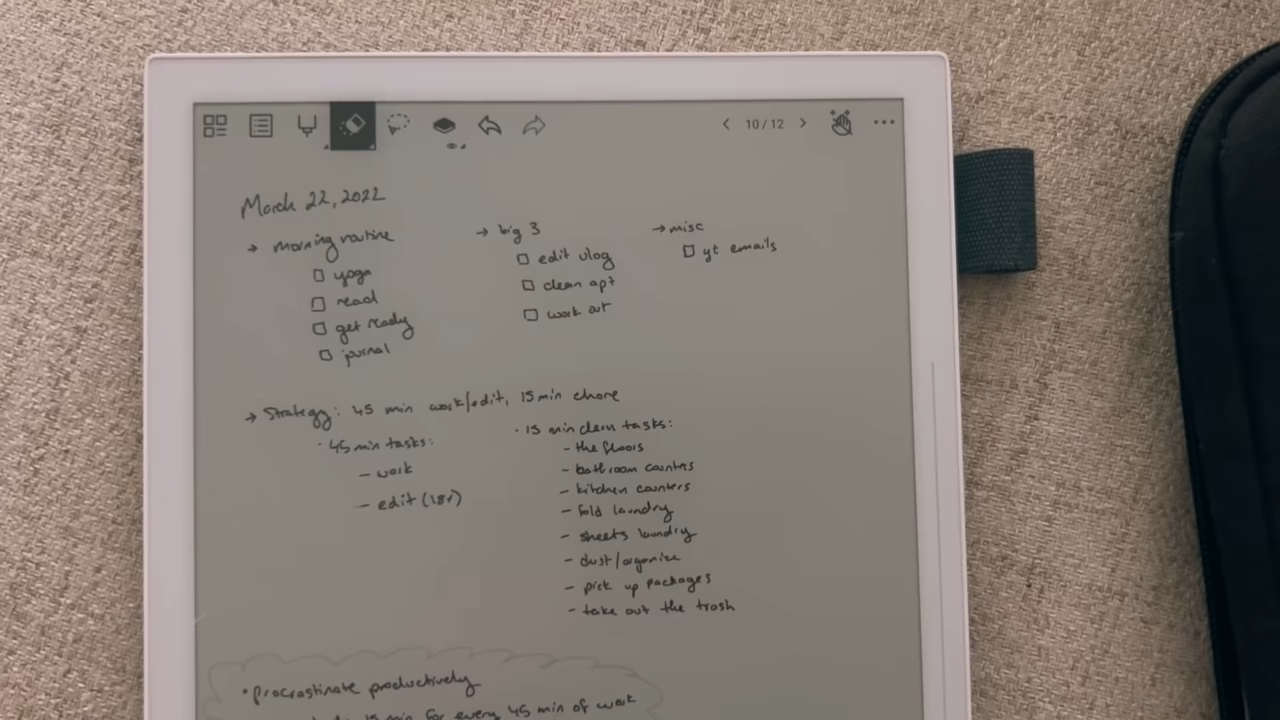 10/12
March 22, 2022
→ morning routine
□ yoga
□ read
□ get ready
□ journal
→ big 3
□ edit vlog
□ clean apt
□ work out
→ misc
□ yt emails
→ Strategy: 45 min work/edit, 15 min chore
· 45 min tasks:
- work
- edit (
· 15 min clean tasks:
- the floors
- bathroom counters
- kitchen counters
- fold laundry
- sheets laundry
- dust/organize
- pick up packages
- take out the trash
• procrastinate productively
15 min for every 45 min of work